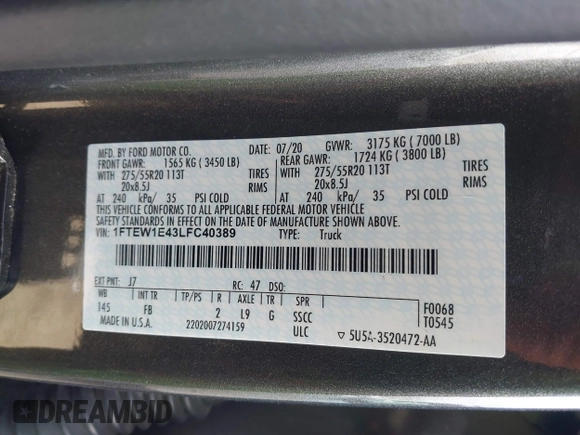 MFD. BY FORD MOTOR CO.
DATE: 07/20 GVWR: 3175 KG ( 7000 LB)
FRONT GAWR: 1565 KG ( 3450 LB) REAR GAWR: 1724 KG ( 3800 LB)
WITH 275/55R20 113T TIRES WITH 275/55R20 113T TIRES
20x8.5J RIMS 20x8.5J RIMS
AT 240 kPa/ 35 PSI COLD AT 240 kPa/ 35 PSI COLD
THIS VEHICLE CONFORMS TO ALL APPLICABLE FEDERAL MOTOR VEHICLE
SAFETY STANDARDS IN EFFECT ON THE DATE OF MANUFACTURE SHOWN ABOVE.
VIN: 1FTEW1E43LFC40389 TYPE: Truck
EXT PNT: J7 RC: 47 DSO:
WB INT TR TP/PS R AXLE TR SPR
145 FB 2 L9 G SSCC F0068
ULC T0545
MADE IN U.S.A. 2202007274159 ▽ 5U5A-3520472-AA
DREAMBID